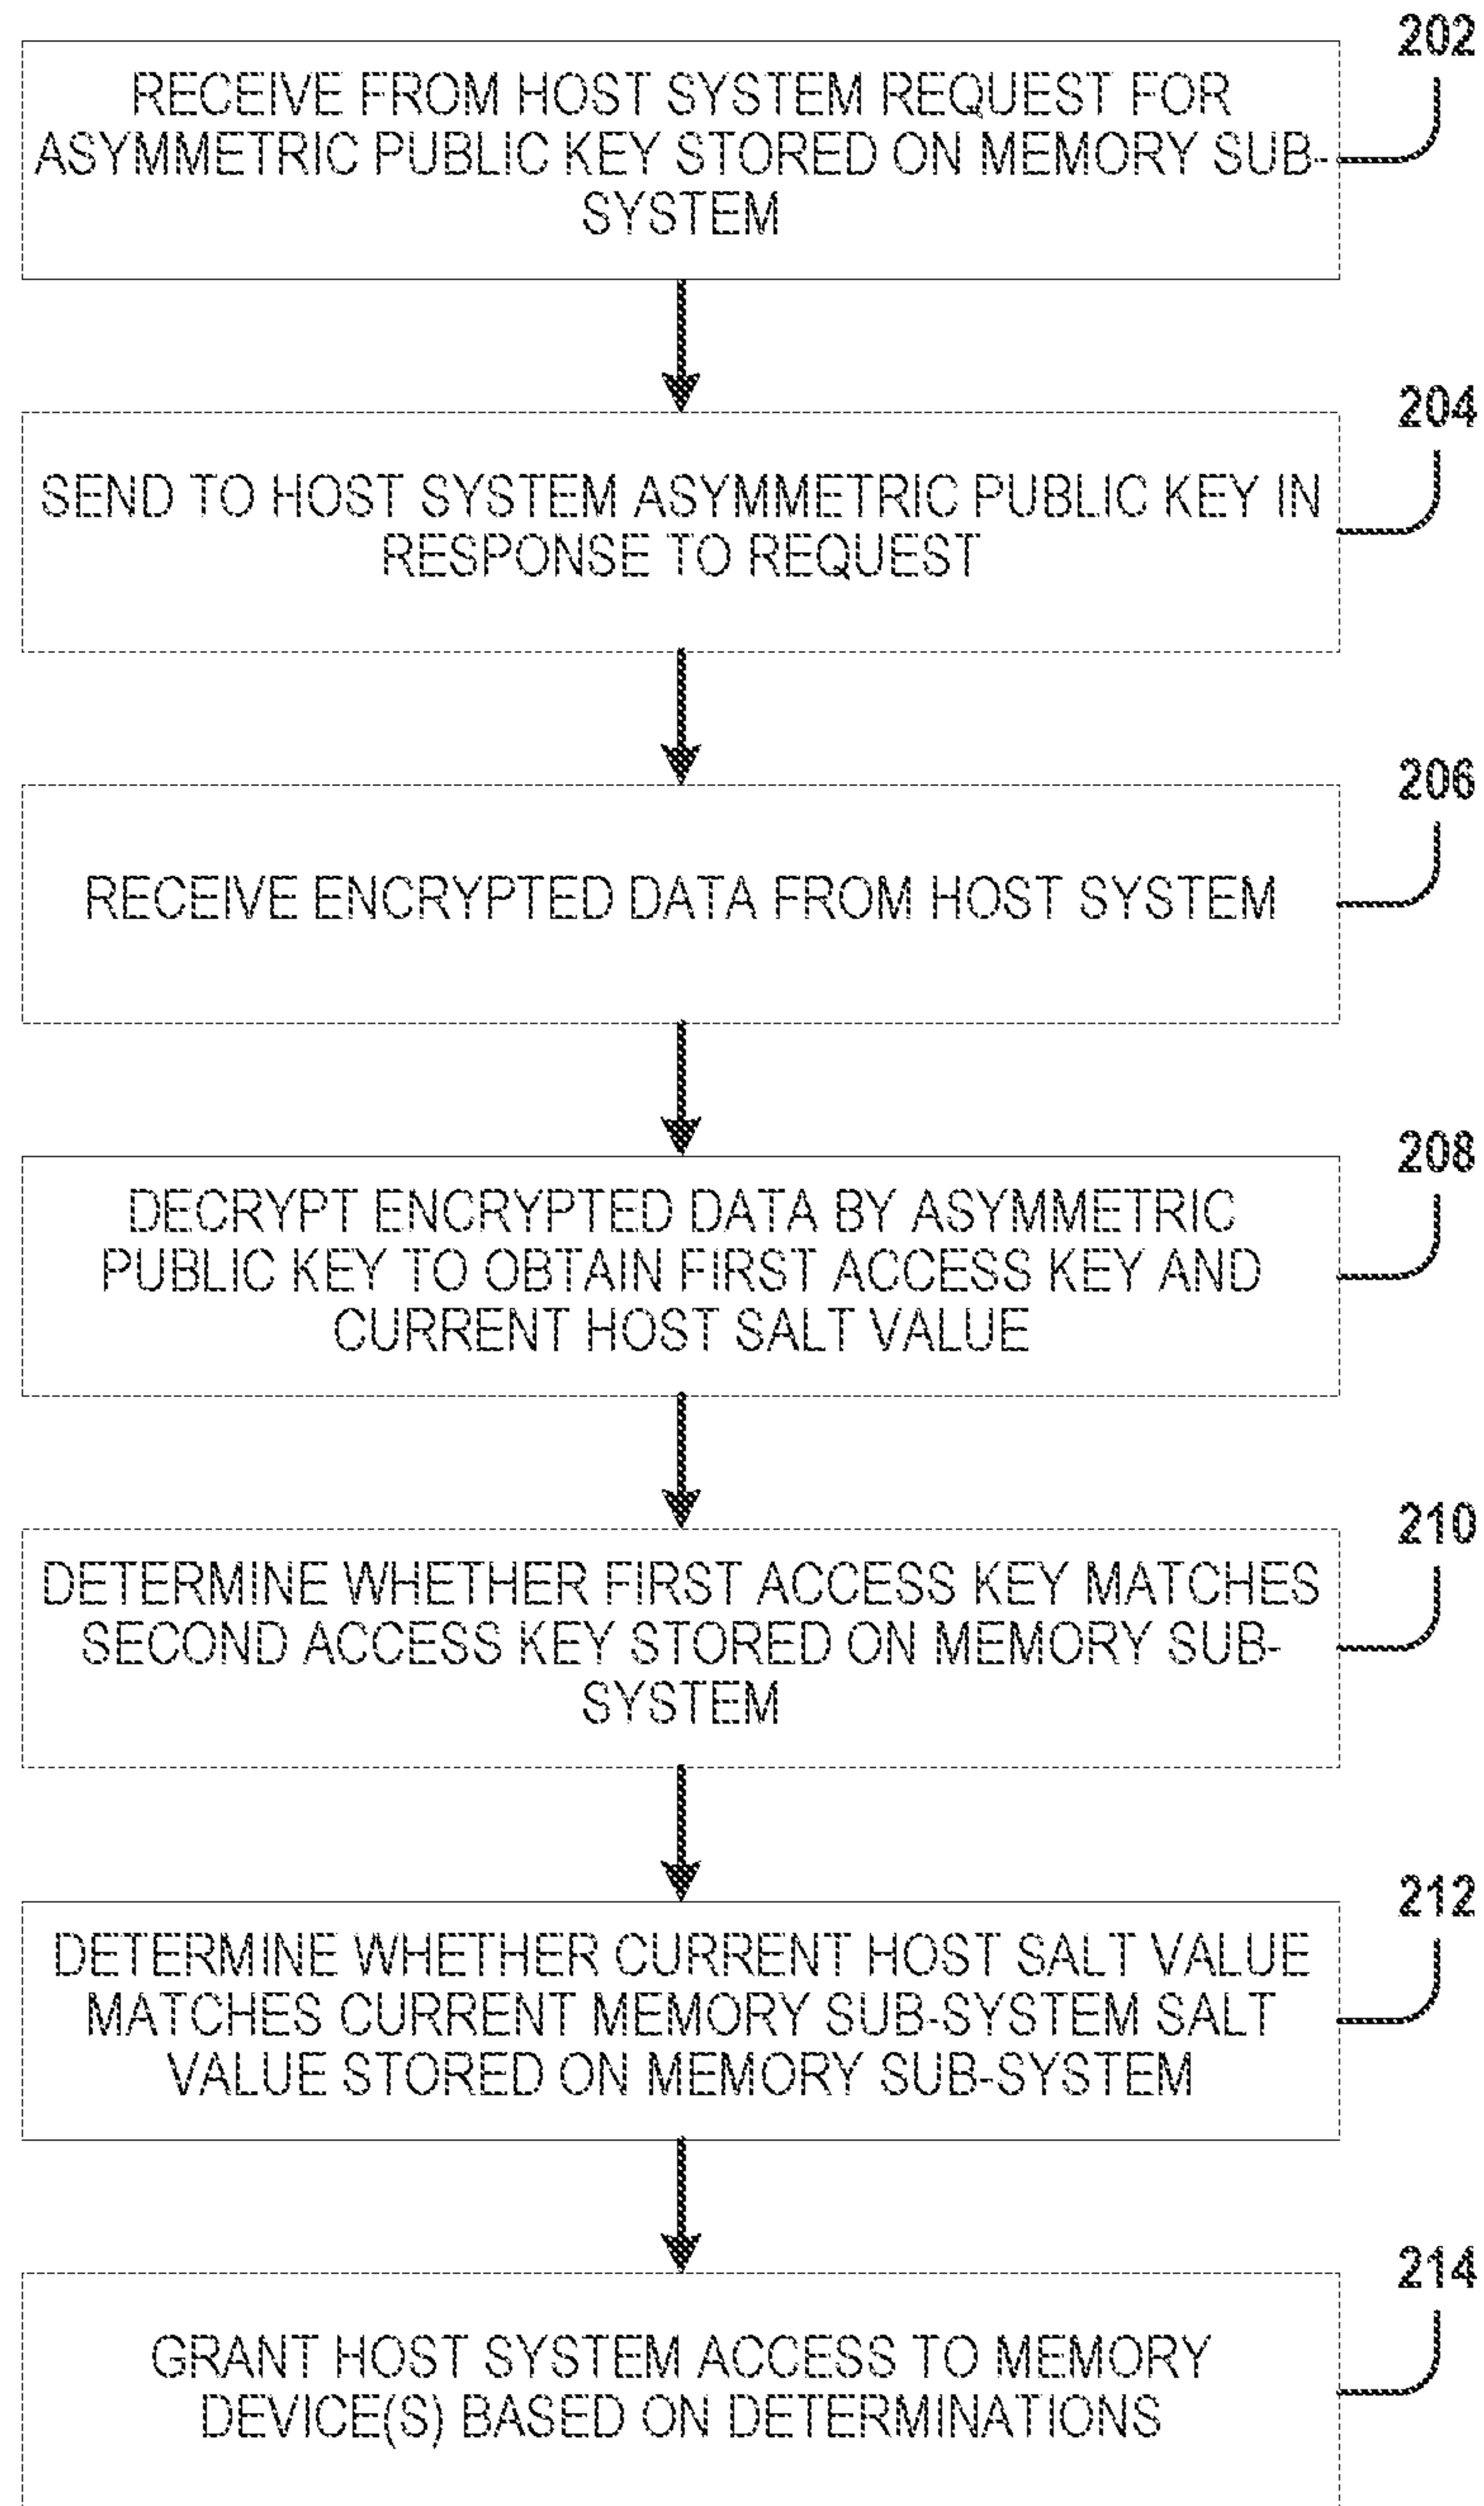 202
RECEIVE FROM HOST SYSTEM REQUEST FOR
ASYMMETRIC PUBLIC KEY STORED ON MEMORY SUB-
SYSTEM
204
SEND TO HOST SYSTEM ASYMMETRIC PUBLIC KEY IN
RESPONSE TO REQUEST
206
RECEIVE ENCRYPTED DATA FROM HOST SYSTEM
208
DECRYPT ENCRYPTED DATA BY ASYMMETRIC
PUBLIC KEY TO OBTAIN FIRST ACCESS KEY AND
CURRENT HOST SALT VALUE
210
DETERMINE WHETHER FIRST ACCESS KEY MATCHES
SECOND ACCESS KEY STORED ON MEMORY SUB-
SYSTEM
212
DETERMINE WHETHER CURRENT HOST SALT VALUE
MATCHES CURRENT MEMORY SUB-SYSTEM SALT
VALUE STORED ON MEMORY SUB-SYSTEM
214
GRANT HOST SYSTEM ACCESS TO MEMORY
DEVICE(S) BASED ON DETERMINATIONS